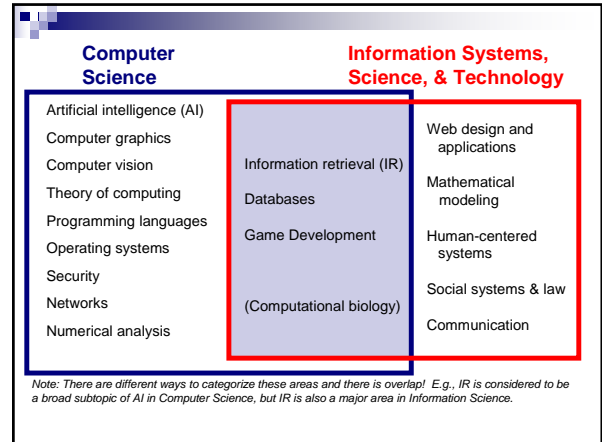 Computer
Science
Information Systems,
Science, & Technology
Artificial intelligence (AI)
Computer graphics
Computer vision
Theory of computing
Programming languages
Operating systems
Security
Networks
Numerical analysis
Information retrieval (IR)
Databases
Game Development
(Computational biology)
Web design and
applications
Mathematical
modeling
Human-centered
systems
Social systems & law
Communication
Note: There are different ways to categorize these areas and there is overlap! E.g., IR is considered to be
a broad subtopic of AI in Computer Science, but IR is also a major area in Information Science.